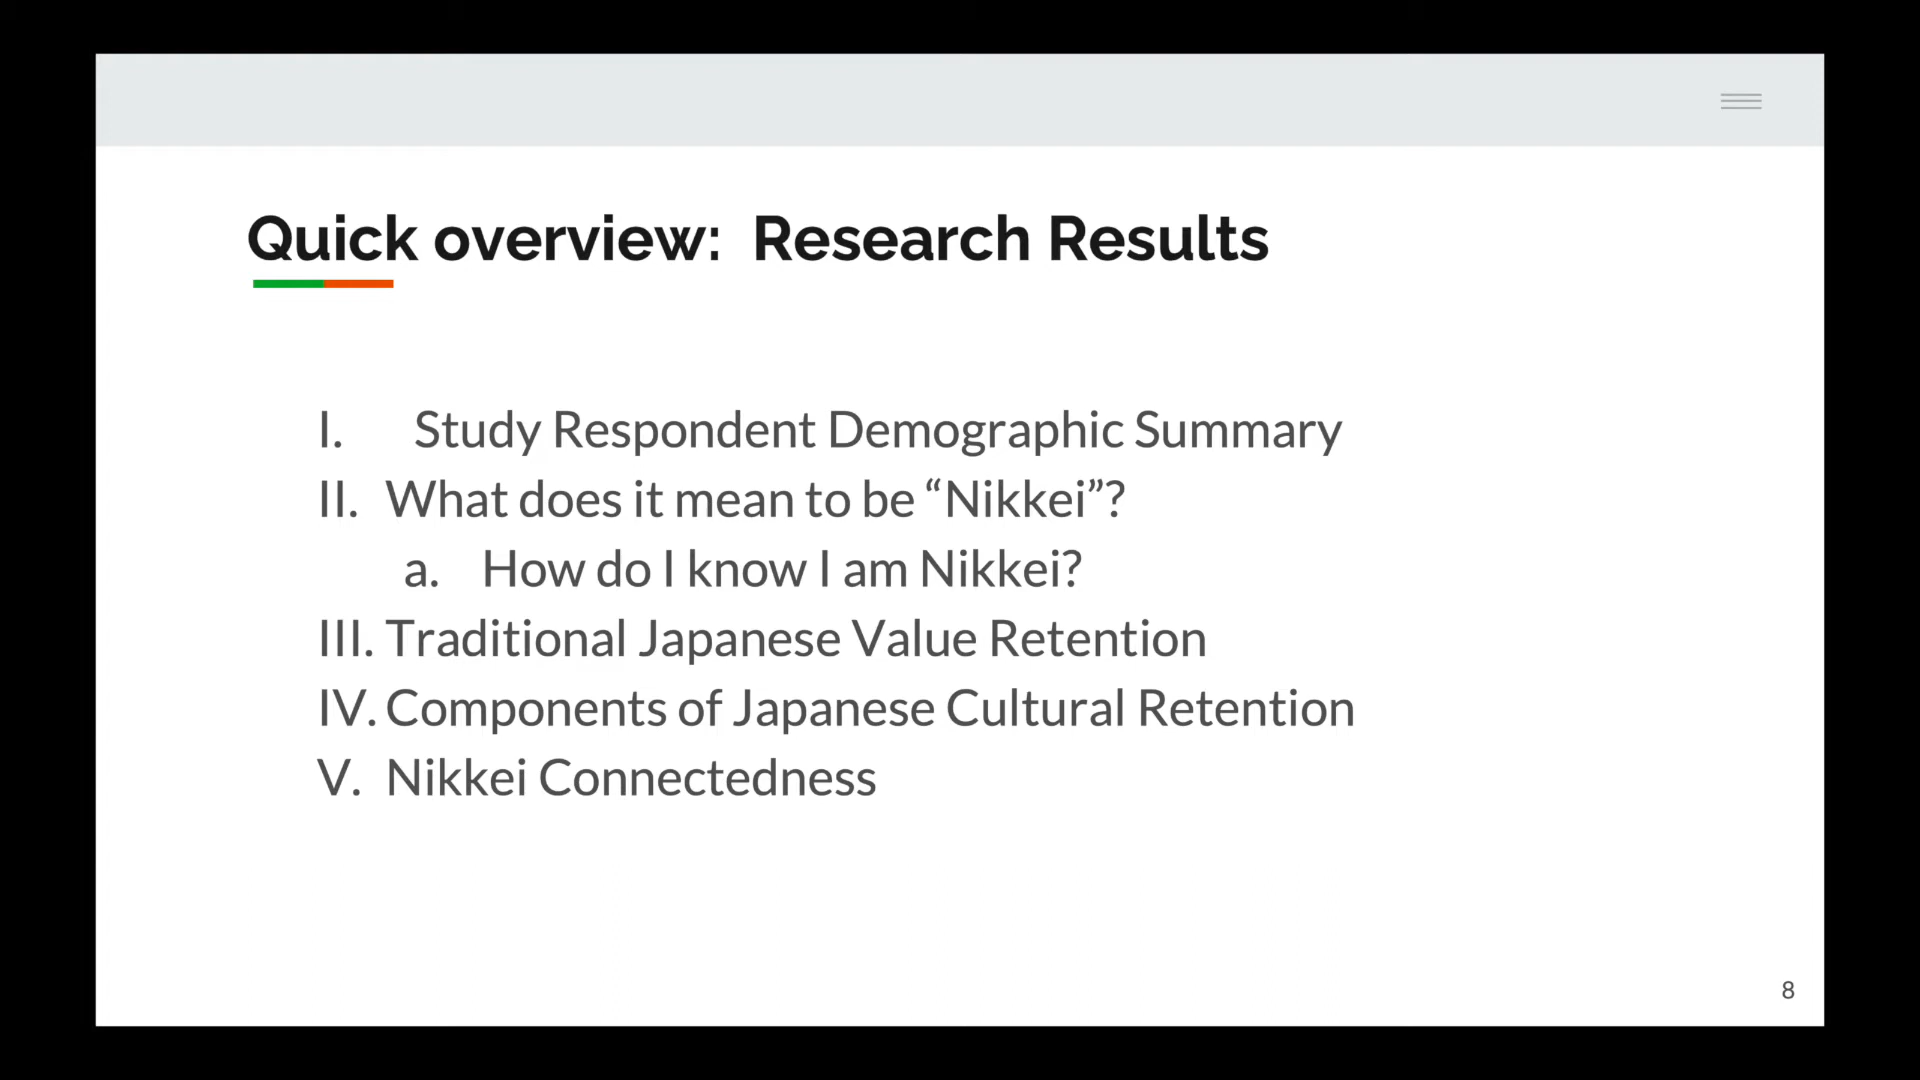 Quick overview:  Research Results
I. Study Respondent Demographic Summary
II. What does it mean to be “Nikkei”?
a. How do I know I am Nikkei?
III. Traditional Japanese Value Retention
IV. Components of Japanese Cultural Retention
V. Nikkei Connectedness
8